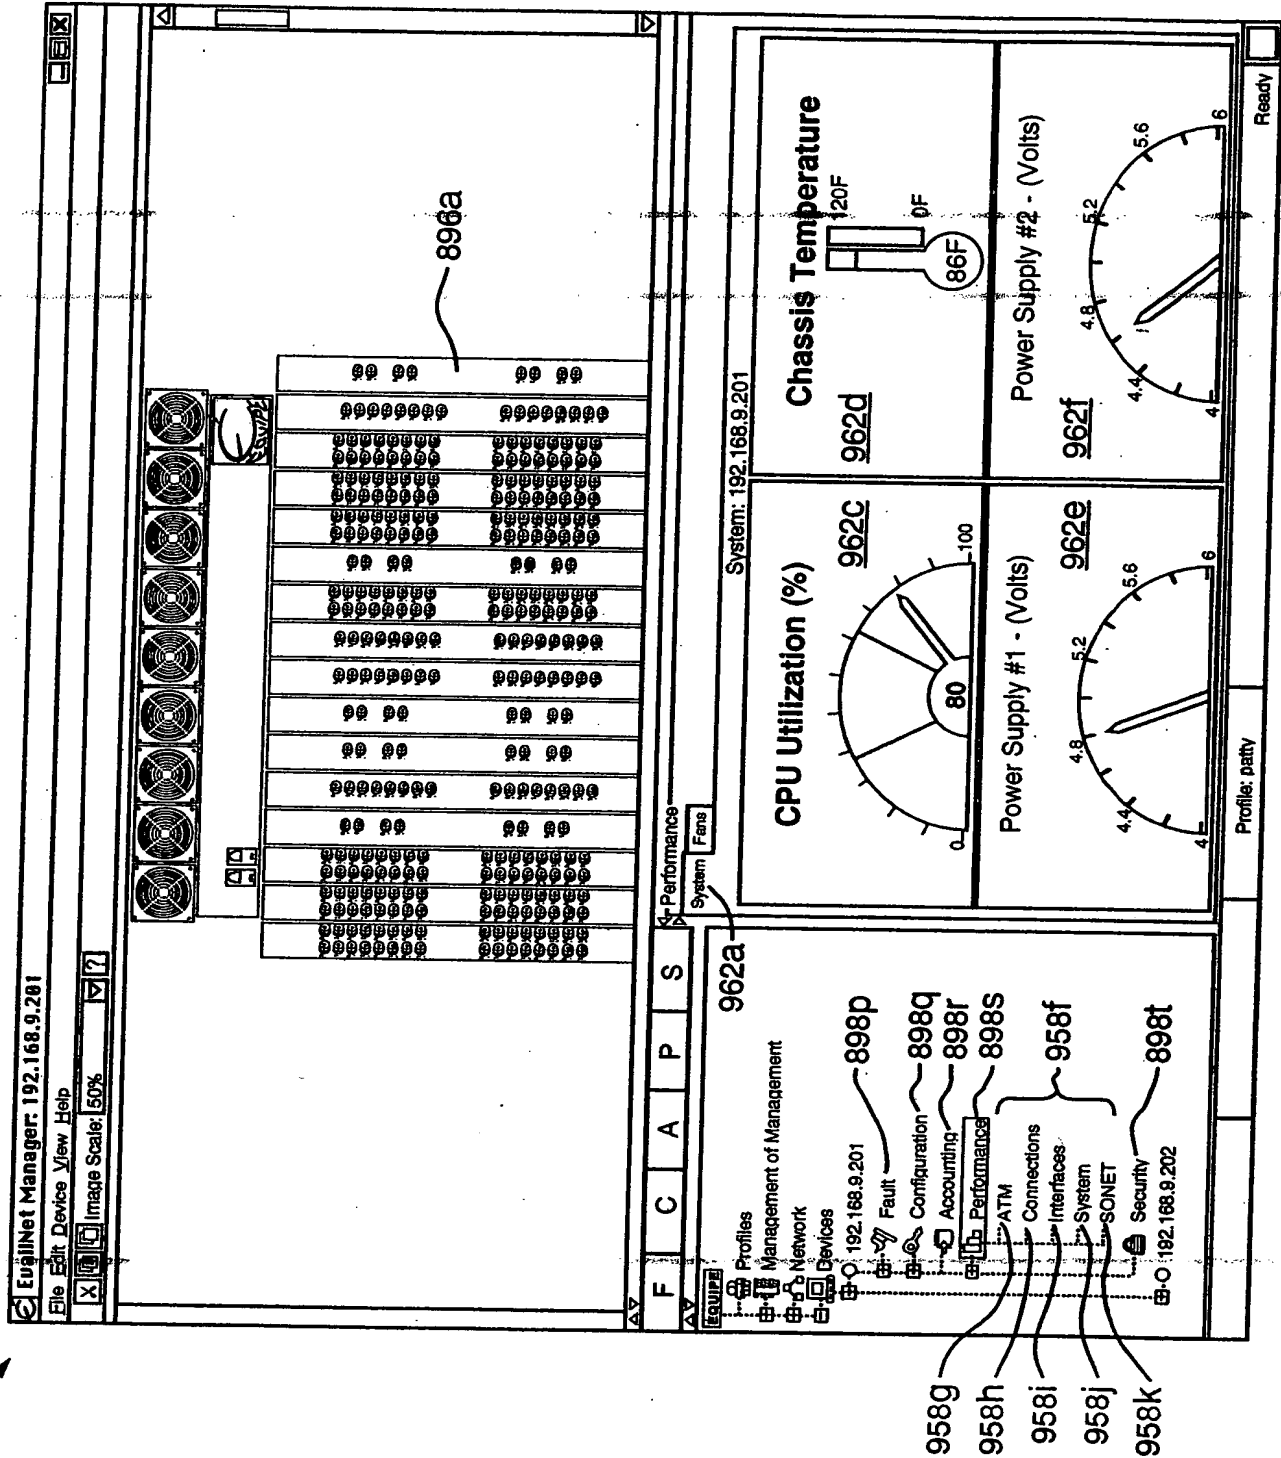 EuallNet Manager: 192.168.9.201
File Edit Device View Help
Image Scale: 50%
?
896a
F C A P S
EQUIPE
Profiles
Management of Management
Network
Devices
192.168.9.201
Fault
Configuration
Accounting
Performance
ATM
Connections
Interfaces
System
SONET
Security
192.168.9.202
898p
898q
898r
898s
958f
898t
958g
958h
958i
958j
958k
962a
Performance
System Fans
System: 192.168.9.201
CPU Utilization (%)
962c
0
80
100
Chassis Temperature
962d
120F
0F
86F
Power Supply #1 - (Volts)
962e
4 4.4 4.8 5.2 5.6 6
Power Supply #2 - (Volts)
962f
4 4.4 4.8 5.2 5.6 6
Profile: patty
Ready